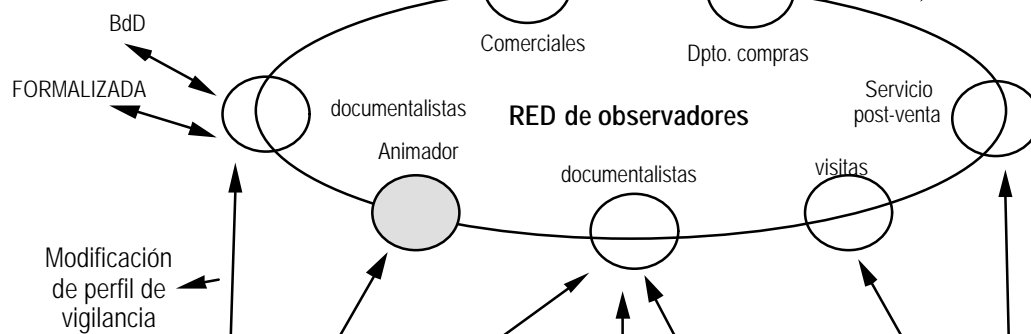 BdD
FORMALIZADA
Comerciales
Dpto. compras
documentalistas
RED de observadores
Servicio
post-venta
Animador
documentalistas
visitas
Modificación
de perfil de
vigilancia